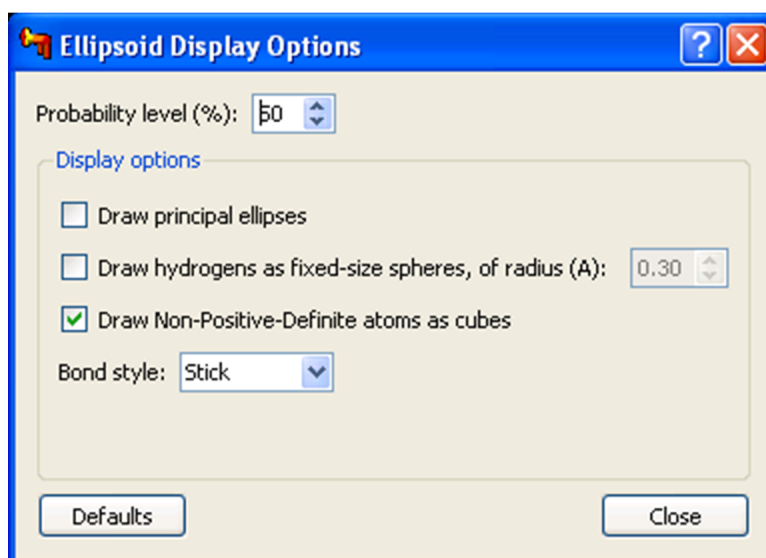 Ellipsoid Display Options
Probability level (%): 50
Display options
Draw principal ellipses
Draw hydrogens as fixed-size spheres, of radius (A): 0.30
Draw Non-Positive-Definite atoms as cubes
Bond style: Stick
Defaults Close